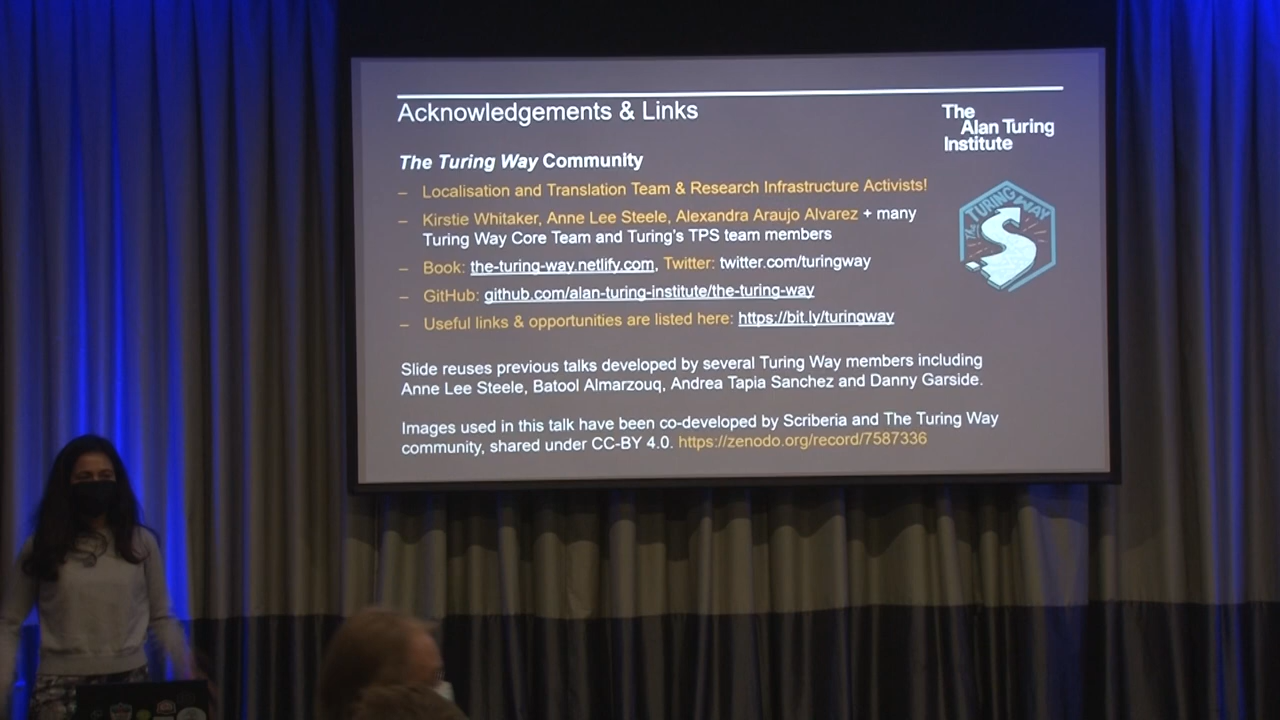 Acknowledgements & Links
The
Alan Turing
Institute
The Turing Way Community
– Localisation and Translation Team & Research Infrastructure Activists!
– Kirstie Whitaker, Anne Lee Steele, Alexandra Araujo Alvarez + many
Turing Way Core Team and Turing's TPS team members
– Book: the-turing-way.netlify.com, Twitter: twitter.com/turingway
– GitHub: github.com/alan-turing-institute/the-turing-way
– Useful links & opportunities are listed here: https://bit.ly/turingway
THE TURING WAY
Slide reuses previous talks developed by several Turing Way members including
Anne Lee Steele, Batool Almarzouq, Andrea Tapia Sanchez and Danny Garside.
Images used in this talk have been co-developed by Scriberia and The Turing Way
community, shared under CC-BY 4.0. https://zenodo.org/record/7587336